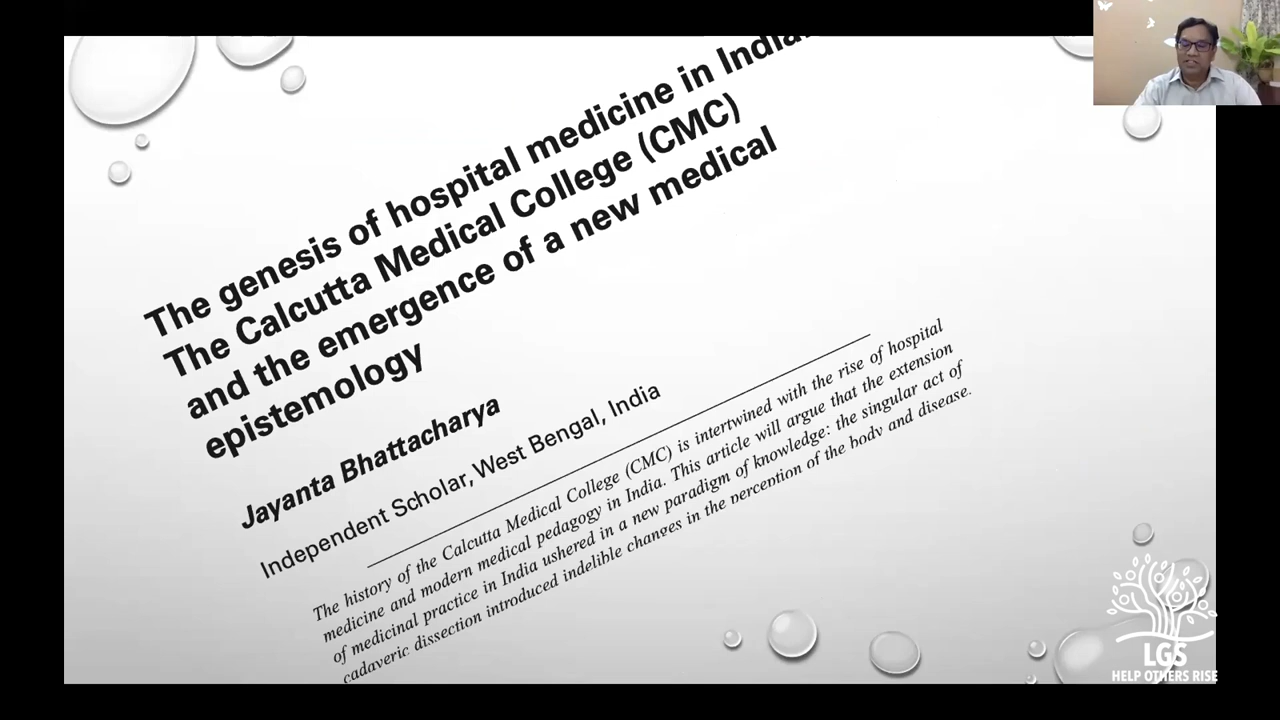 The genesis of hospital medicine in India:
The Calcutta Medical College (CMC)
and the emergence of a new medical
epistemology
Jayanta Bhattacharya
Independent Scholar, West Bengal, India
The history of the Calcutta Medical College (CMC) is intertwined with the rise of hospital
medicine and modern medical pedagogy in India. This article will argue that the extension
of medicinal practice in India ushered in a new paradigm of knowledge: the singular act of
cadaveric dissection introduced indelible changes in the perception of the body and disease.
LGS
HELP OTHERS RISE